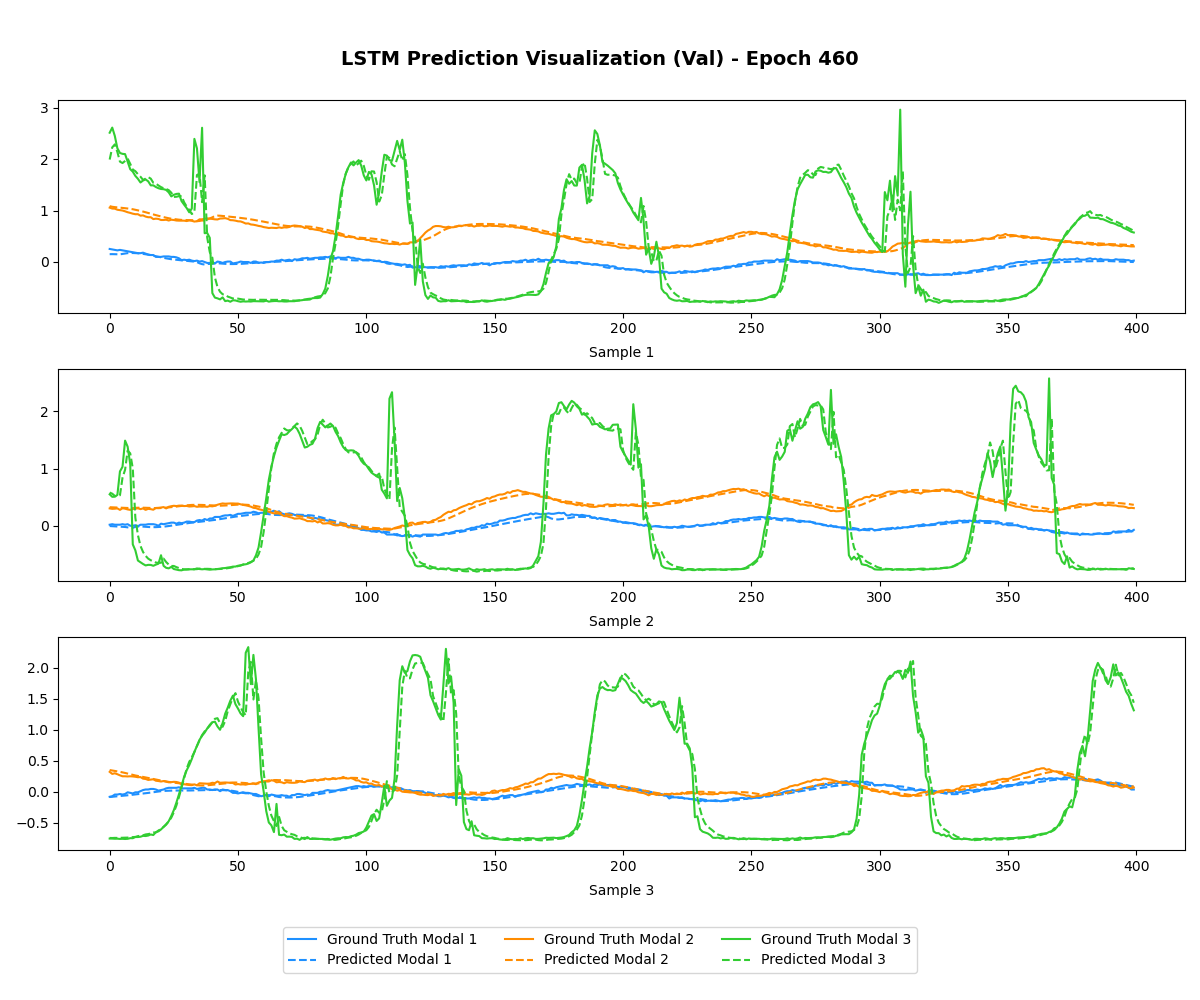 LSTM Prediction Visualization (Val) - Epoch 460
3
2
1
0
0 50 100 150 200 250 300 350 400
Sample 1
2
1
0
0 50 100 150 200 250 300 350 400
Sample 2
2.0
1.5
1.0
0.5
0.0
−0.5
0 50 100 150 200 250 300 350 400
Sample 3
Ground Truth Modal 1 Ground Truth Modal 2 Ground Truth Modal 3
Predicted Modal 1 Predicted Modal 2 Predicted Modal 3